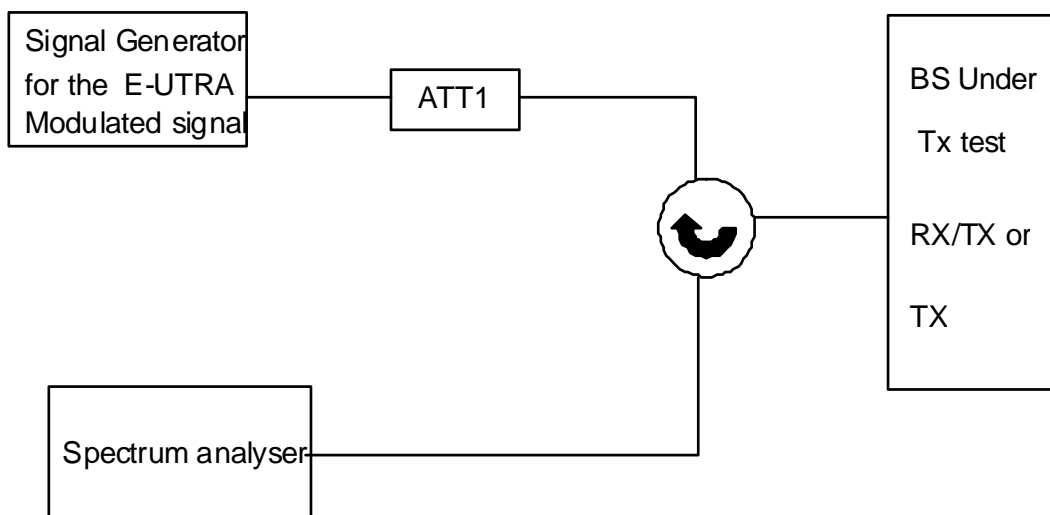 Signal Generator
for the E-UTRA
Modulated signal
ATT1
BS Under
Tx test
RX/TX or
TX
Spectrum analyser